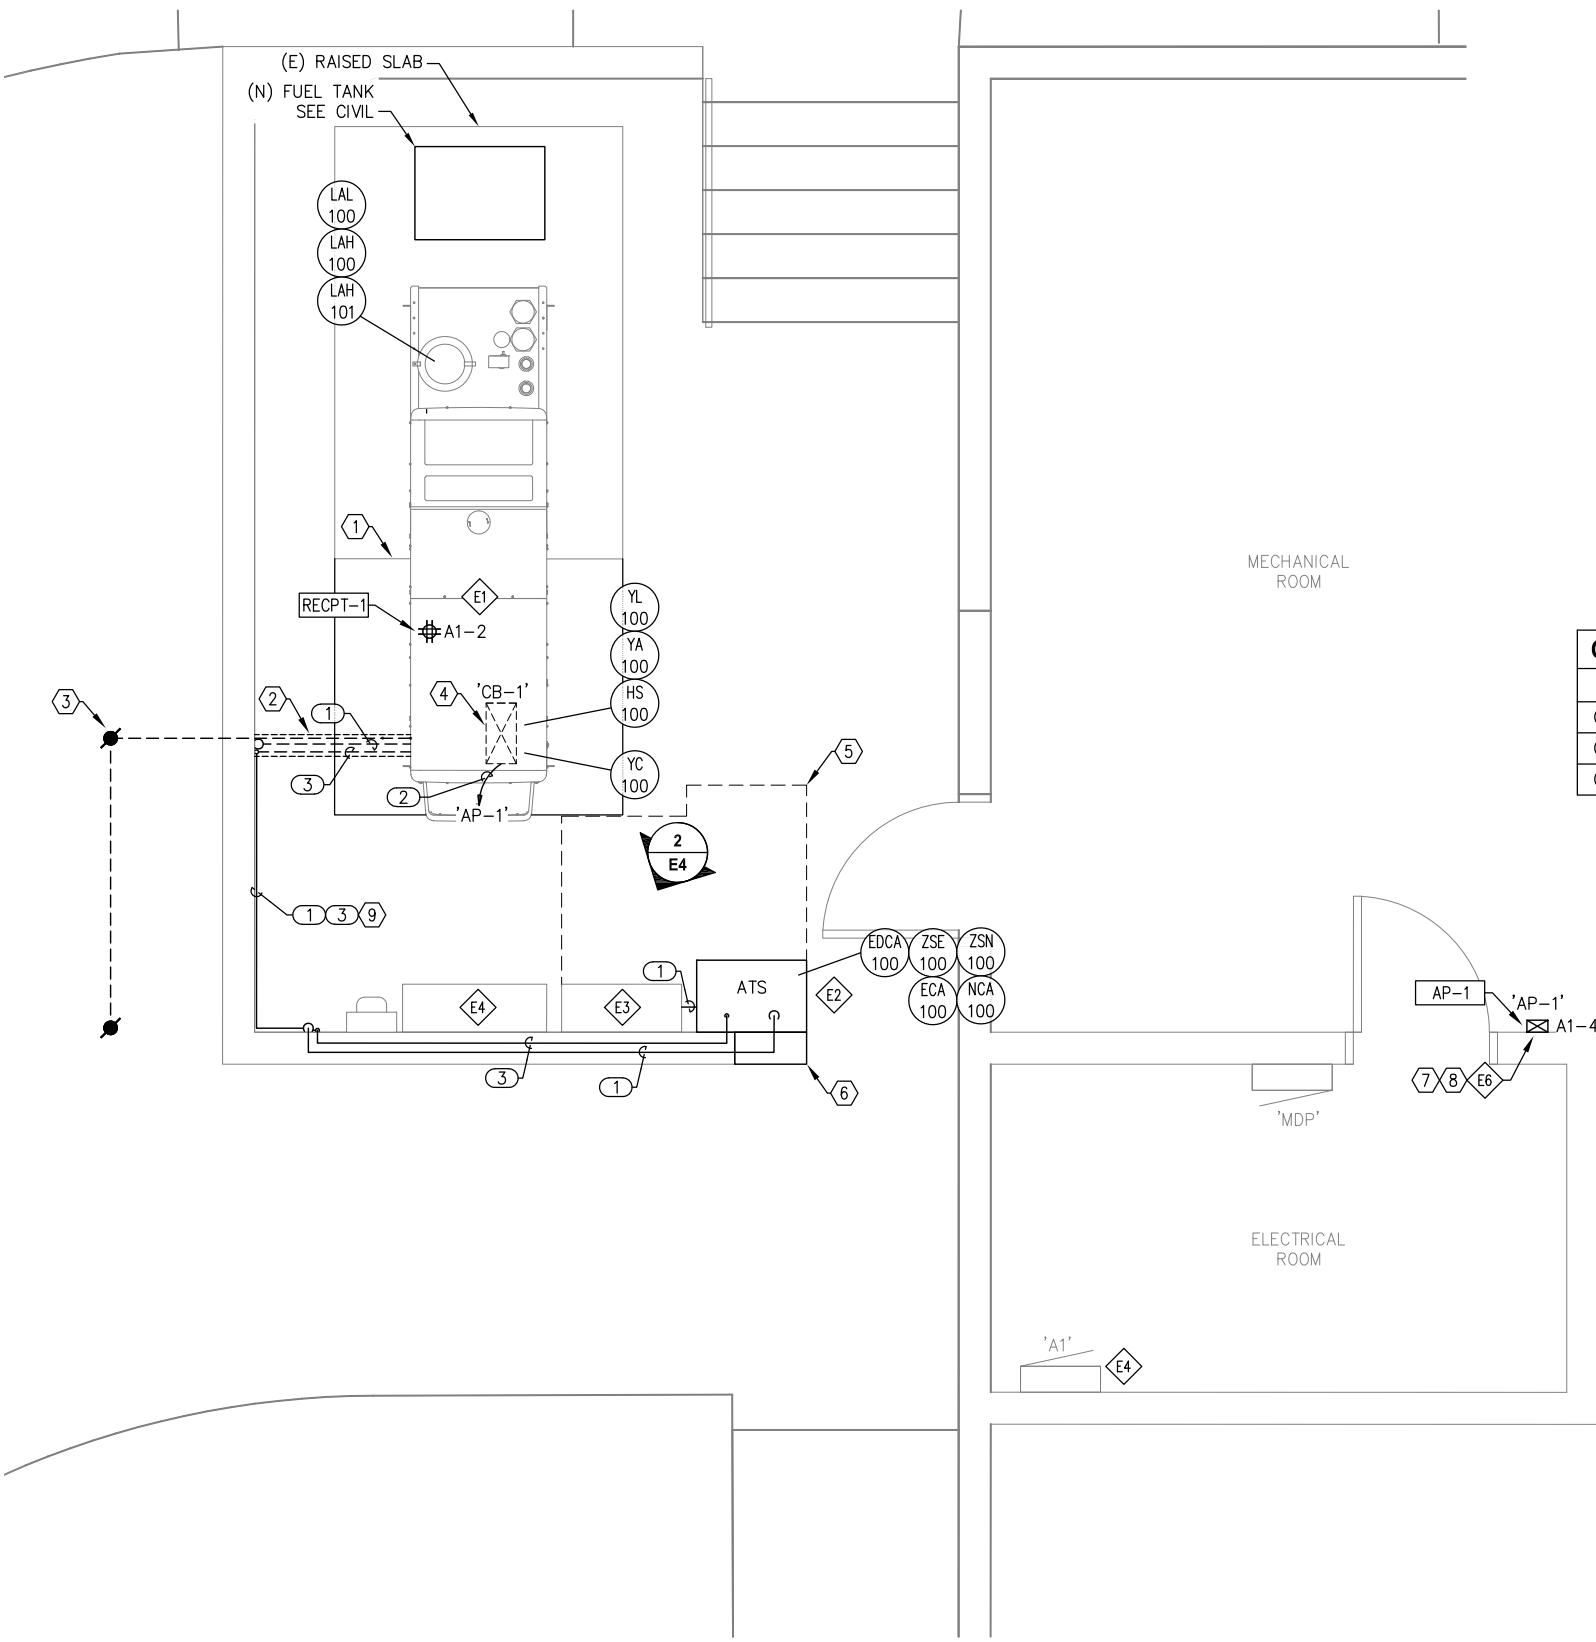 (E) RAISED SLAB
(N) FUEL TANK
SEE CIVIL
LAL
100
LAH
100
LAH
101
1
E1
RECPT-1
A1-2
YL
100
YA
100
HS
100
YC
100
4
'CB-1'
3
2
1
3
2
'AP-1'
5
2
E4
MECHANICAL
ROOM
1 3 9
EDCA
100
ZSE
100
ZSN
100
ECA
100
NCA
100
1
ATS
E2
E4
E3
3
1
6
AP-1
'AP-1'
A1-4
7 8 E6
'MDP'
ELECTRICAL
ROOM
'A1'
E4